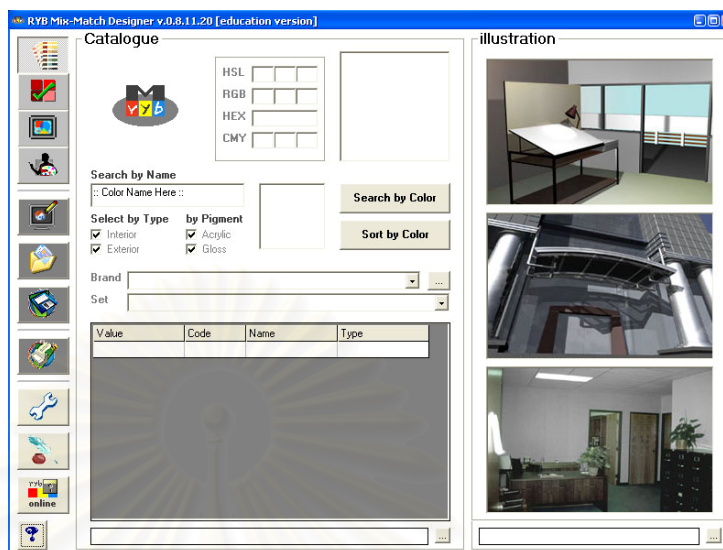 RYB Mix-Match Designer v.0.8.11.20 [education version]
Catalogue
M
ryb
HSL
RGB
HEX
CMY
Search by Name
:: Color Name Here ::
Search by Color
Select by Type by Pigment
Interior Acrylic
Exterior Gloss
Sort by Color
Brand
...
Set
Value Code Name Type
...
illustration
...
ryb
online
?